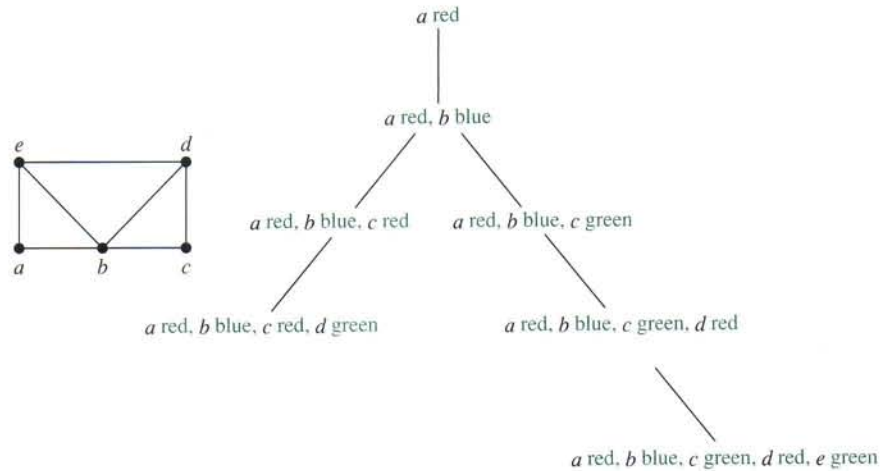 a red
a red, b blue
e d
a b c
a red, b blue, c red
a red, b blue, c green
a red, b blue, c red, d green
a red, b blue, c green, d red
a red, b blue, c green, d red, e green